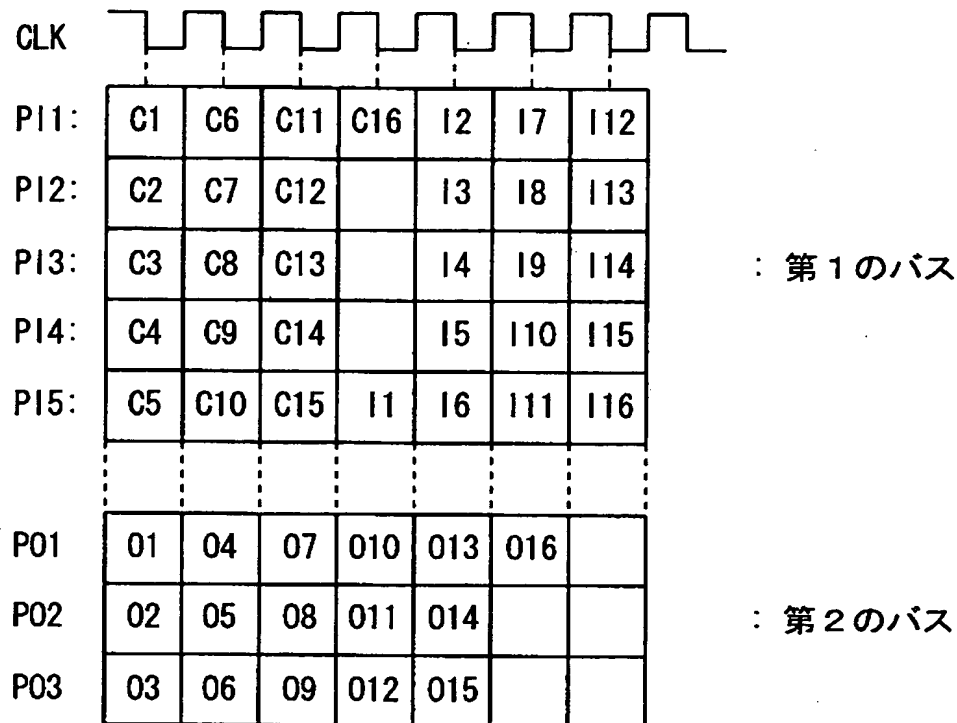 CLK
PI1: C1 C6 C11 C16 I2 I7 I12
PI2: C2 C7 C12 I3 I8 I13
PI3: C3 C8 C13 I4 I9 I14 : 第1のバス
PI4: C4 C9 C14 I5 I10 I15
PI5: C5 C10 C15 I1 I6 I11 I16
PO1 O1 O4 O7 O10 O13 O16
PO2 O2 O5 O8 O11 O14 : 第2のバス
PO3 O3 O6 O9 O12 O15